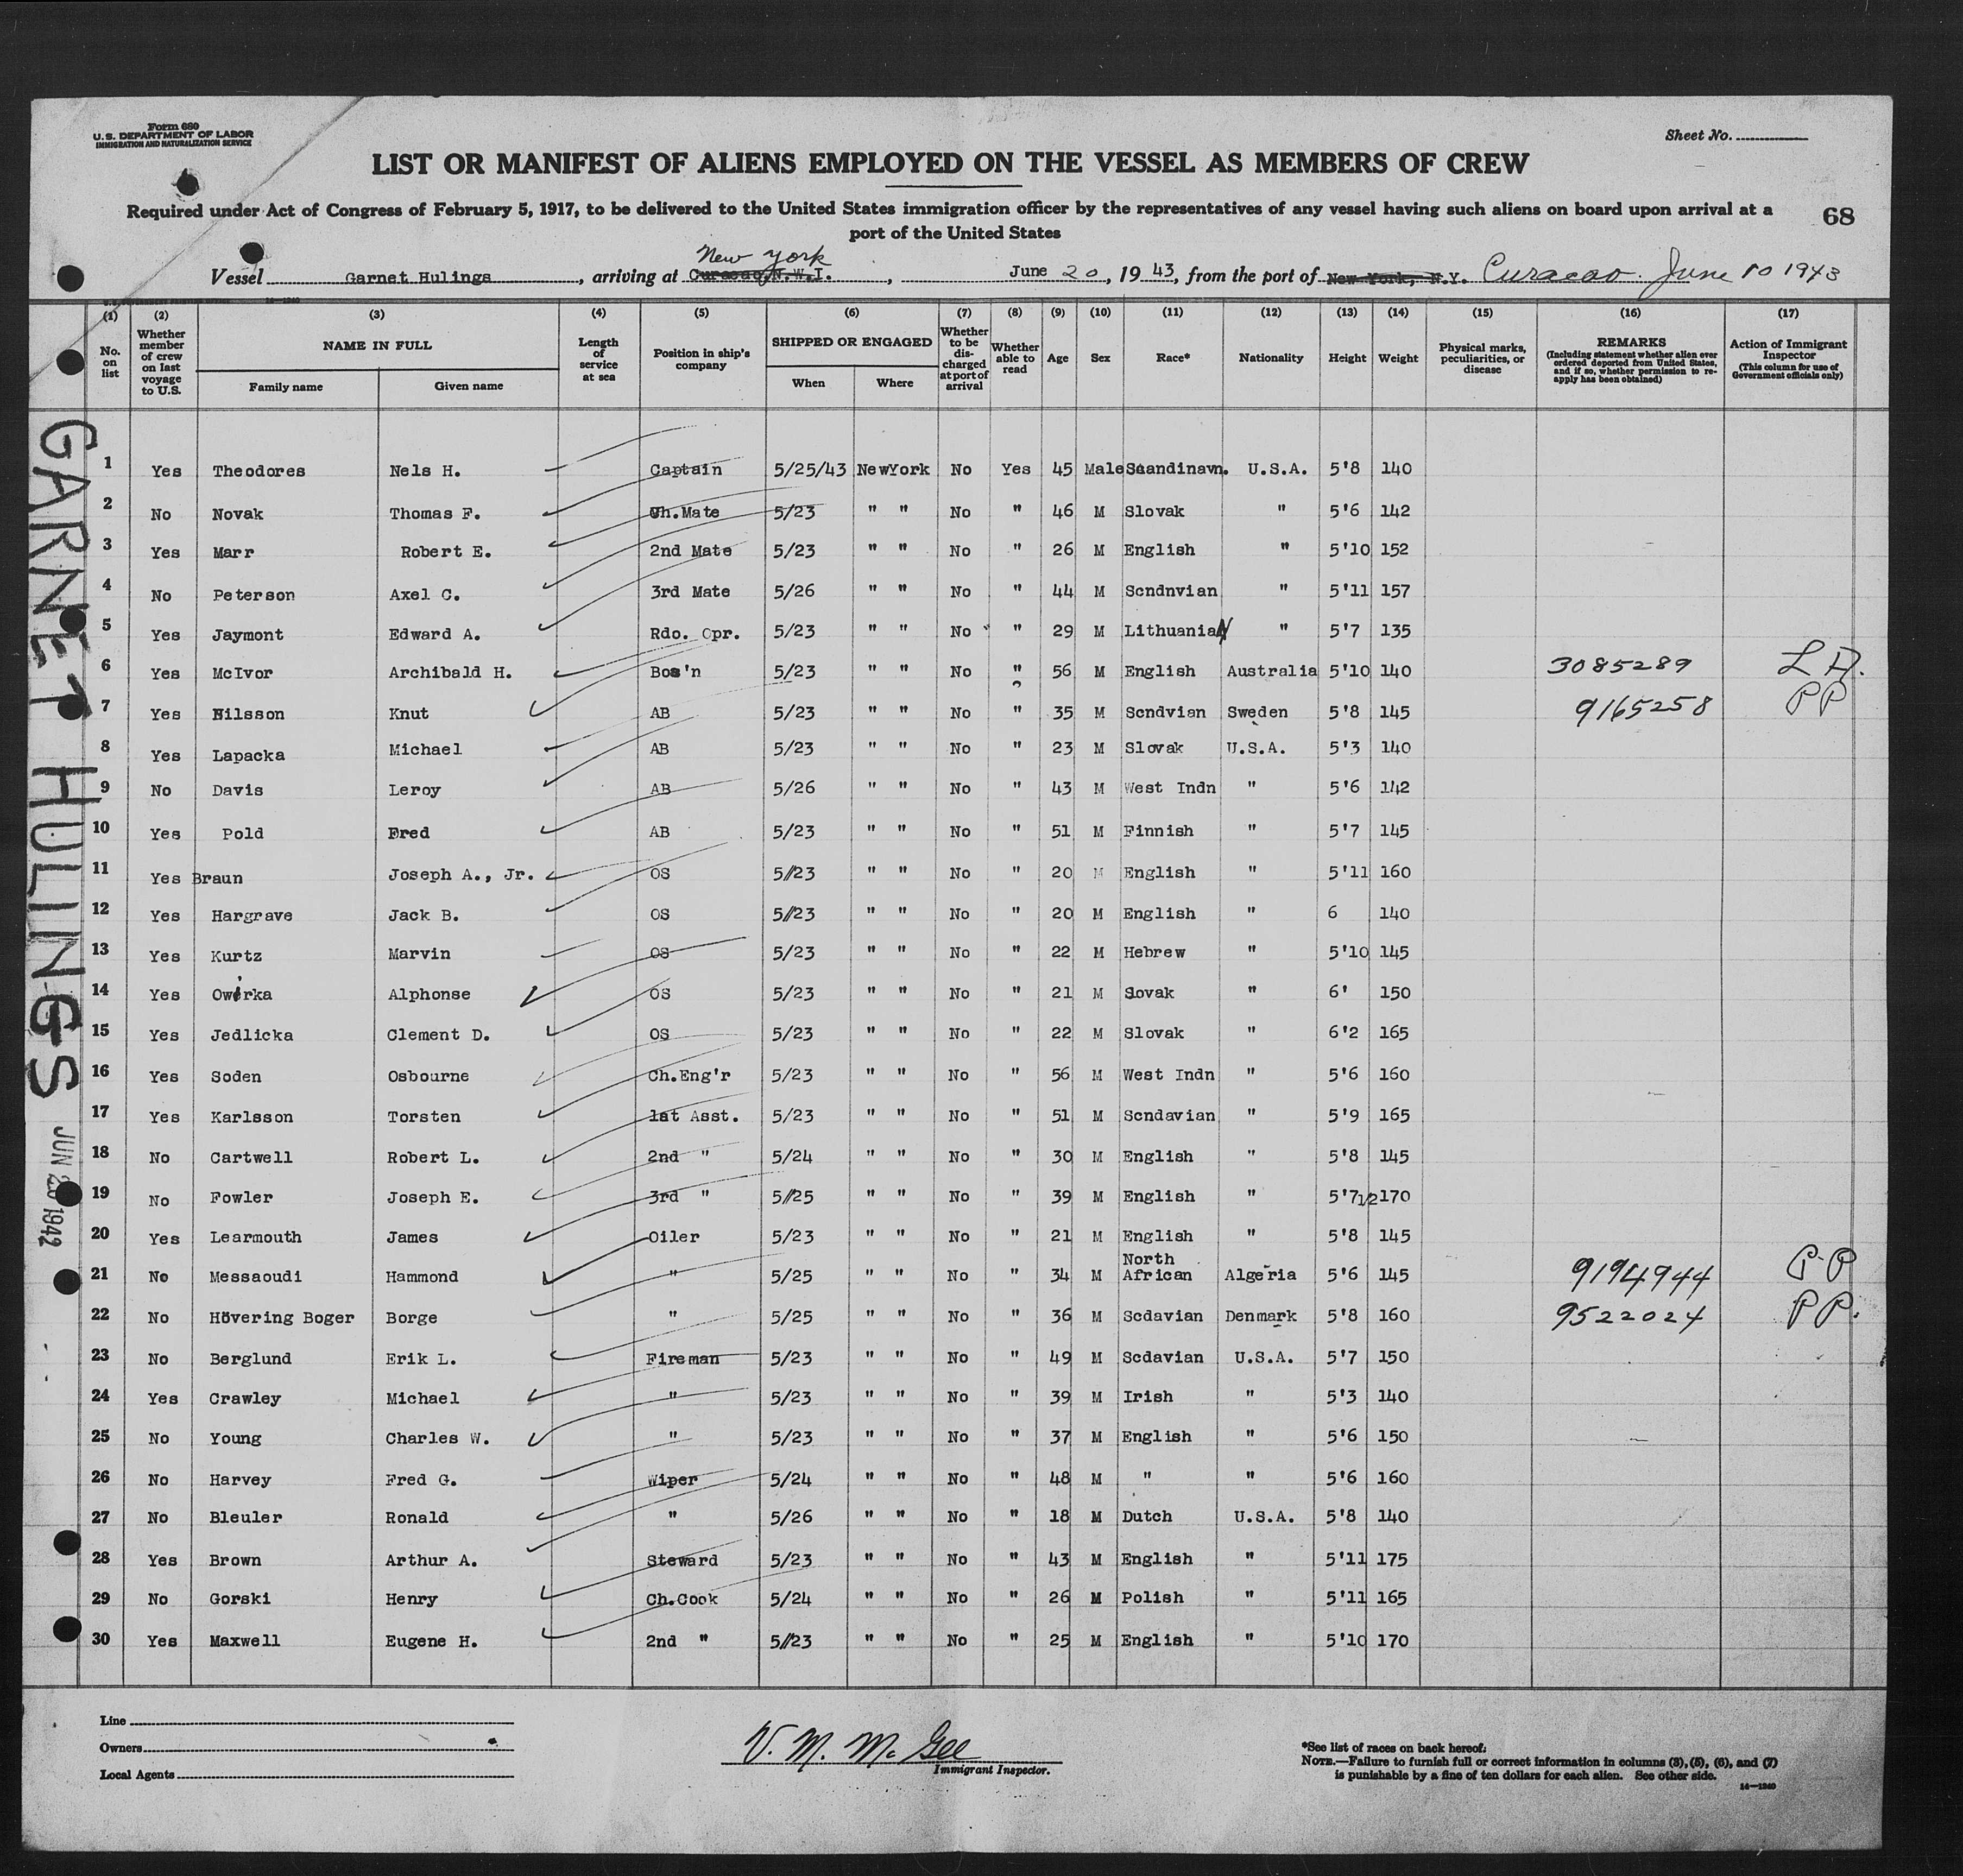 Form 680
U. S. DEPARTMENT OF LABOR
IMMIGRATION AND NATURALIZATION SERVICE
Sheet No.
LIST OR MANIFEST OF ALIENS EMPLOYED ON THE VESSEL AS MEMBERS OF CREW
Required under Act of Congress of February 5, 1917, to be delivered to the United States immigration officer by the representatives of any vessel having such aliens on board upon arrival at a
port of the United States
68
New York
Vessel Garnet Hulings, arriving at Curacao, N.W.I., June 20, 1943, from the port of New York, N.Y. Curacao. June 10 1943
(1) (2) (3) (4) (5) (6) (7) (8) (9) (10) (11) (12) (13) (14) (15) (16) (17)
No. on list
Whether member of crew on last voyage to U.S.
NAME IN FULL
Family name
Given name
Length of service at sea
Position in ship's company
SHIPPED OR ENGAGED
When
Where
Whether to be dis-charged at port of arrival
Whether able to read
Age
Sex
Race*
Nationality
Height
Weight
Physical marks, peculiarities, or disease
REMARKS
(Including statement whether alien ever ordered deported from United States, and if so, whether permission to re-apply has been obtained)
Action of Immigrant Inspector
(This column for use of Government officials only)
1 Yes Theodores Nels H. Captain 5/25/43 NewYork No Yes 45 Male Scandinavn. U.S.A. 5'8 140
2 No Novak Thomas F. Ch.Mate 5/23 " " No " 46 M Slovak " 5'6 142
3 Yes Marr Robert E. 2nd Mate 5/23 " " No " 26 M English " 5'10 152
4 No Peterson Axel C. 3rd Mate 5/26 " " No " 44 M Scndnvian " 5'11 157
5 Yes Jaymont Edward A. Rdo. Opr. 5/23 " " No " 29 M LithuaniaN " 5'7 135
6 Yes McIvor Archibald H. Bos'n 5/23 " " No " 56 M English Australia 5'10 140 3085289 L A.
7 Yes Nilsson Knut AB 5/23 " " No " 35 M Scndvian Sweden 5'8 145 9165258 PP
8 Yes Lapacka Michael AB 5/23 " " No " 23 M Slovak U.S.A. 5'3 140
9 No Davis Leroy AB 5/26 " " No " 43 M West Indn " 5'6 142
10 Yes Pold Fred AB 5/23 " " No " 51 M Finnish " 5'7 145
11 Yes Braun Joseph A., Jr. OS 5/23 " " No " 20 M English " 5'11 160
12 Yes Hargrave Jack B. OS 5/23 " " No " 20 M English " 6 140
13 Yes Kurtz Marvin OS 5/23 " " No " 22 M Hebrew " 5'10 145
14 Yes Owerka Alphonse OS 5/23 " " No " 21 M Slovak " 6' 150
15 Yes Jedlicka Clement D. OS 5/23 " " No " 22 M Slovak " 6'2 165
16 Yes Soden Osbourne Ch.Eng'r 5/23 " " No " 56 M West Indn " 5'6 160
17 Yes Karlsson Torsten 1st Asst. 5/23 " " No " 51 M Scndavian " 5'9 165
18 No Cartwell Robert L. 2nd " 5/24 " " No " 30 M English " 5'8 145
19 No Fowler Joseph E. 3rd " 5/25 " " No " 39 M English " 5'7 1/2 170
20 Yes Learmouth James Oiler 5/23 " " No " 21 M English " 5'8 145
21 No Messaoudi Hammond " 5/25 " " No " 34 M North African Algeria 5'6 145 9194944 P P
22 No Hövering Boger Borge " 5/25 " " No " 36 M Scdavian Denmark 5'8 160 9522024 P P.
23 No Berglund Erik L. Fireman 5/23 " " No " 49 M Scdavian U.S.A. 5'7 150
24 Yes Crawley Michael " 5/23 " " No " 39 M Irish " 5'3 140
25 No Young Charles W. " 5/23 " " No " 37 M English " 5'6 150
26 No Harvey Fred G. Wiper 5/24 " " No " 48 M " " 5'6 160
27 No Bleuler Ronald " 5/26 " " No " 18 M Dutch U.S.A. 5'8 140
28 Yes Brown Arthur A. Steward 5/23 " " No " 43 M English " 5'11 175
29 No Gorski Henry Ch.Cook 5/24 " " No " 26 M Polish " 5'11 165
30 Yes Maxwell Eugene H. 2nd " 5/23 " " No " 25 M English " 5'10 170
GARNET HULINGS JUN 20 1942
Line
Owners
Local Agents
V. M. McGee
Immigrant Inspector.
*See list of races on back hereof.
NOTE.—Failure to furnish full or correct information in columns (3), (5), (6), and (7)
is punishable by a fine of ten dollars for each alien. See other side.
14—1240